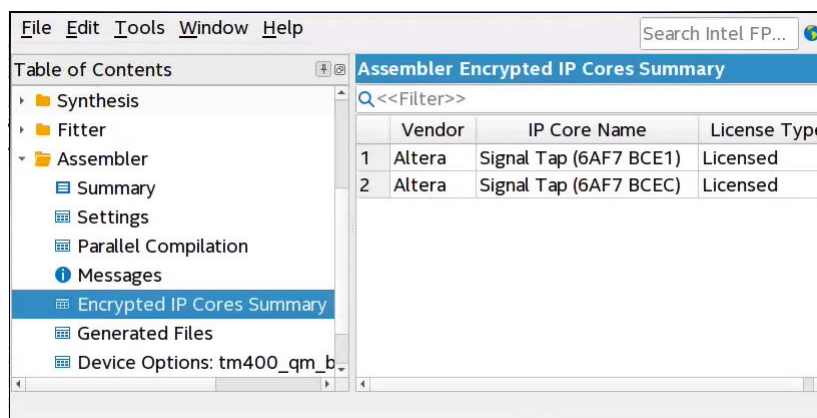 File Edit Tools Window Help
Search Intel FP...
Table of Contents
Synthesis
Fitter
Assembler
Summary
Settings
Parallel Compilation
Messages
Encrypted IP Cores Summary
Generated Files
Device Options: tm400_qm_b
Assembler Encrypted IP Cores Summary
<<Filter>>
Vendor IP Core Name License Type
1 Altera Signal Tap (6AF7 BCE1) Licensed
2 Altera Signal Tap (6AF7 BCEC) Licensed